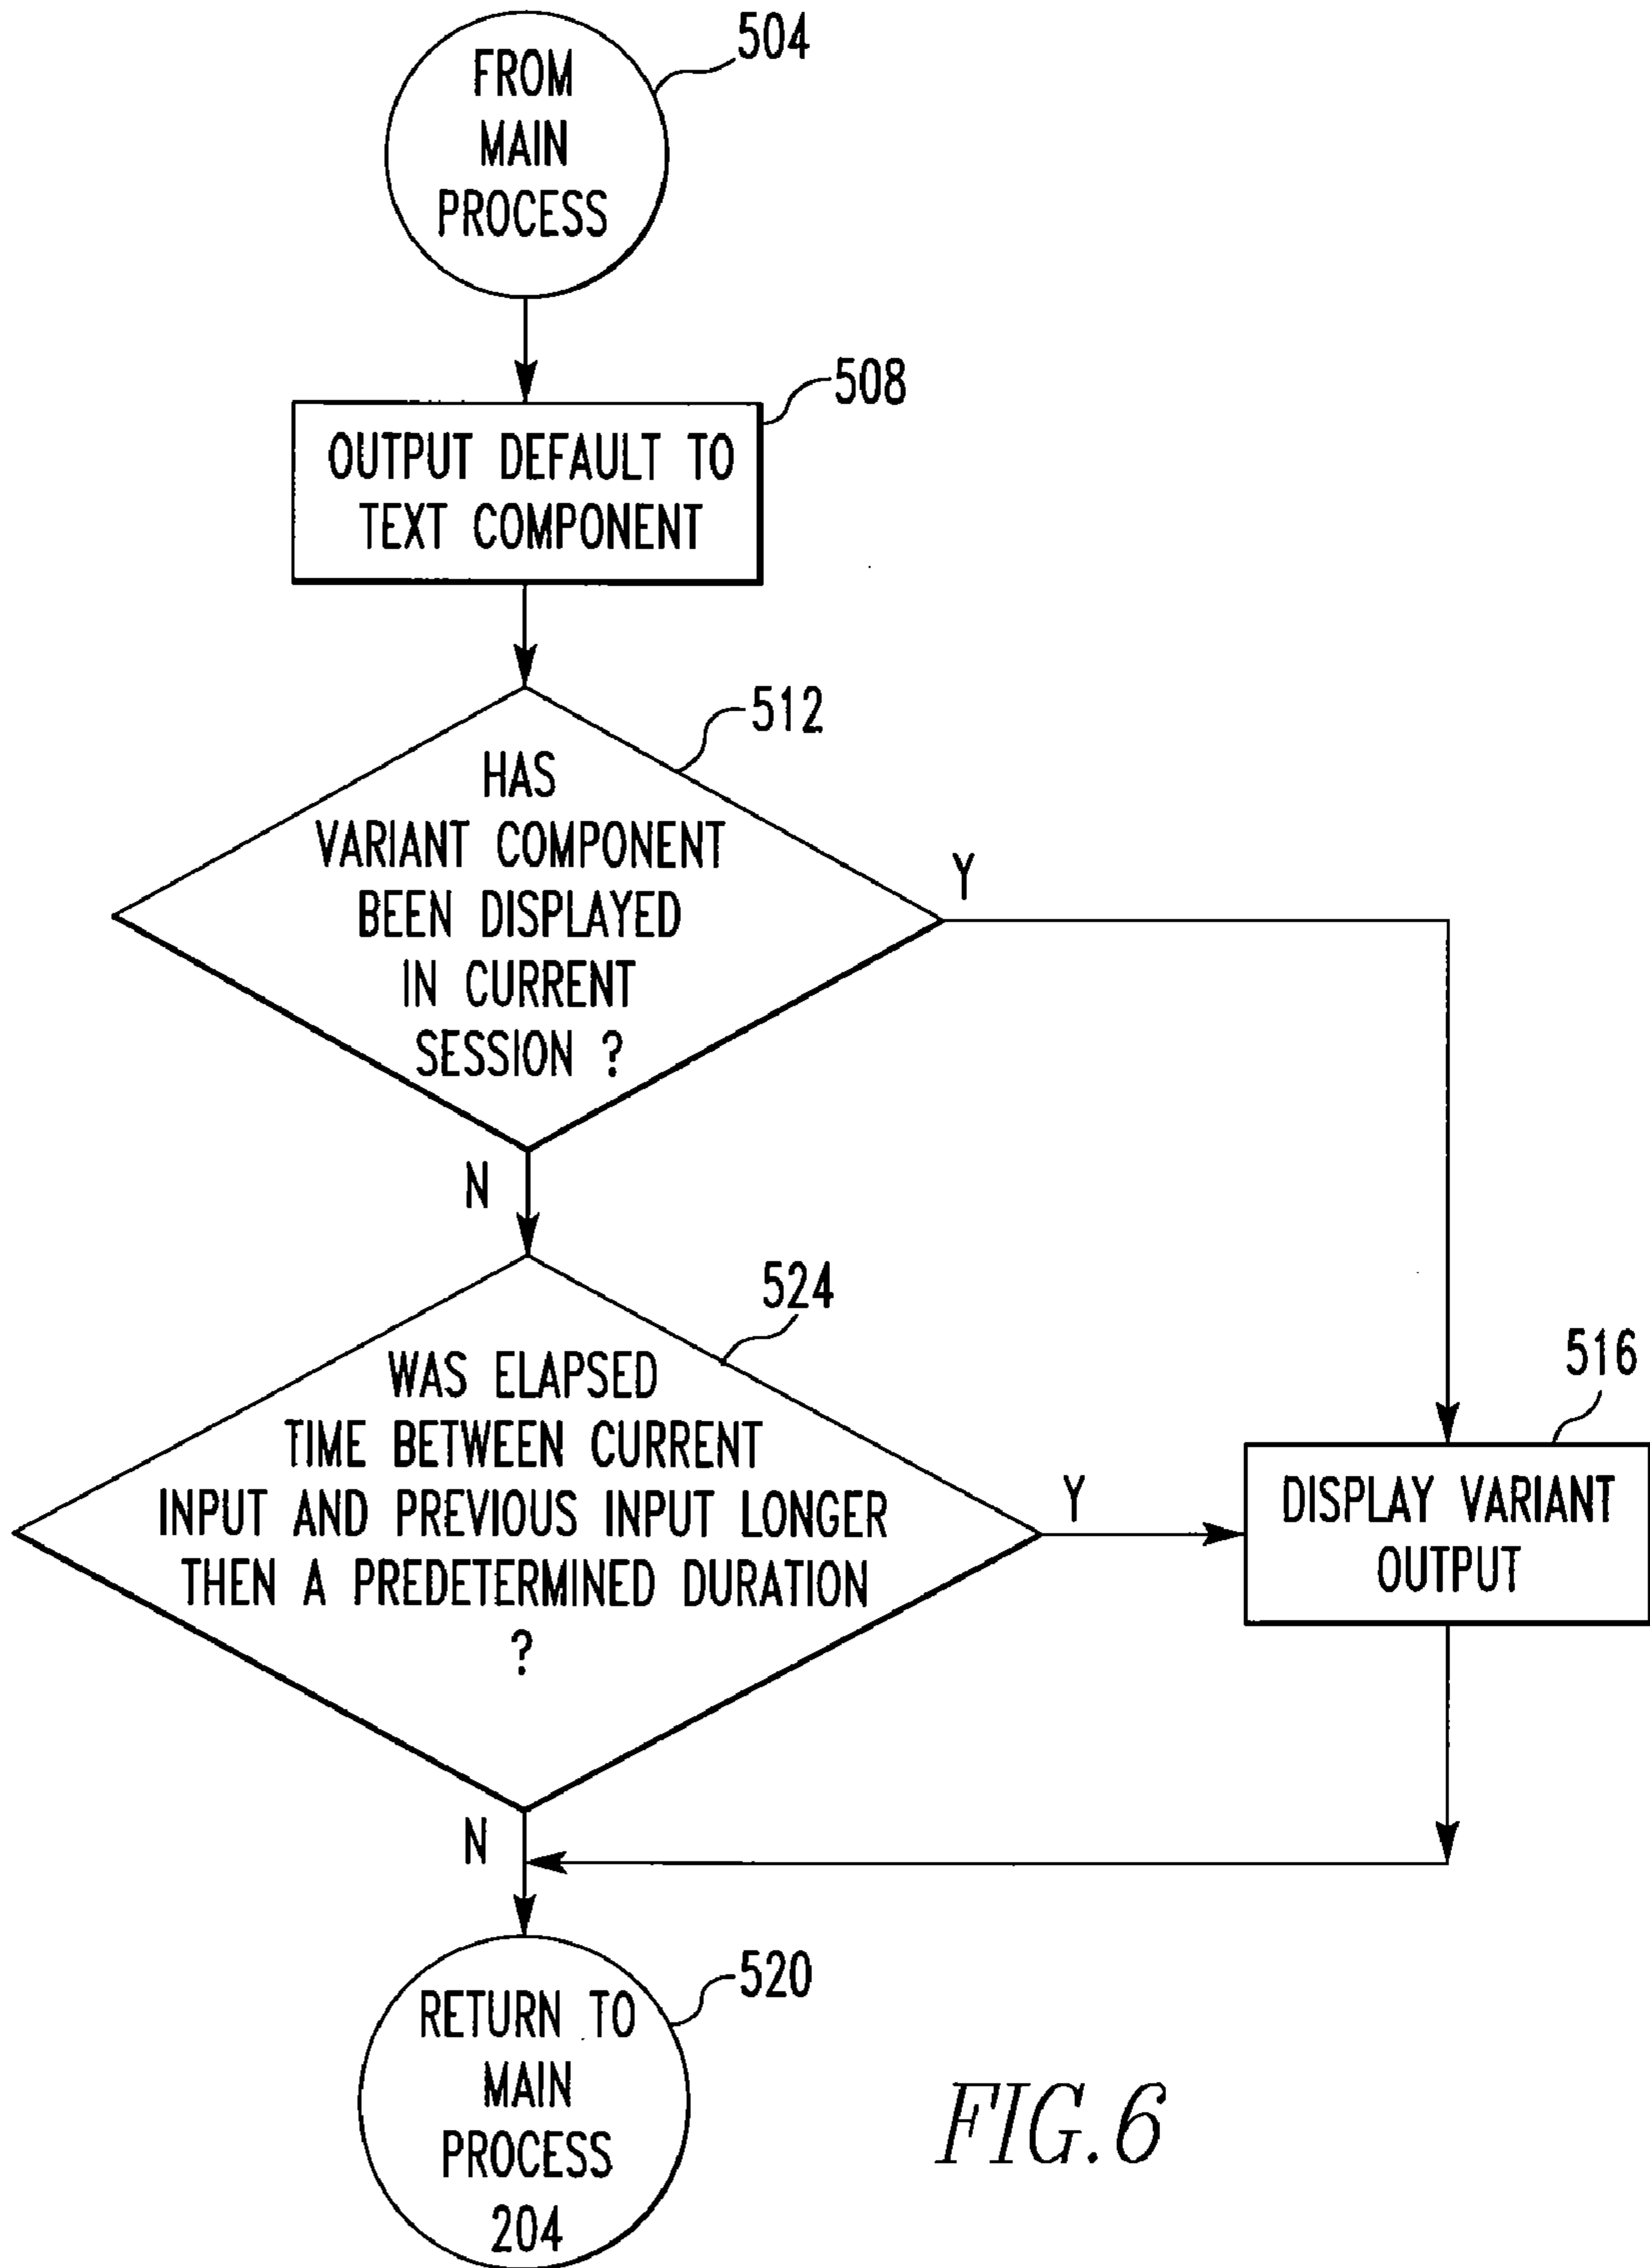 504
FROM
MAIN
PROCESS
508
OUTPUT DEFAULT TO
TEXT COMPONENT
512
HAS
VARIANT COMPONENT
BEEN DISPLAYED
IN CURRENT
SESSION ?
Y
N
524
WAS ELAPSED
TIME BETWEEN CURRENT
INPUT AND PREVIOUS INPUT LONGER
THEN A PREDETERMINED DURATION
?
Y
516
DISPLAY VARIANT
OUTPUT
N
520
RETURN TO
MAIN
PROCESS
204
FIG.6